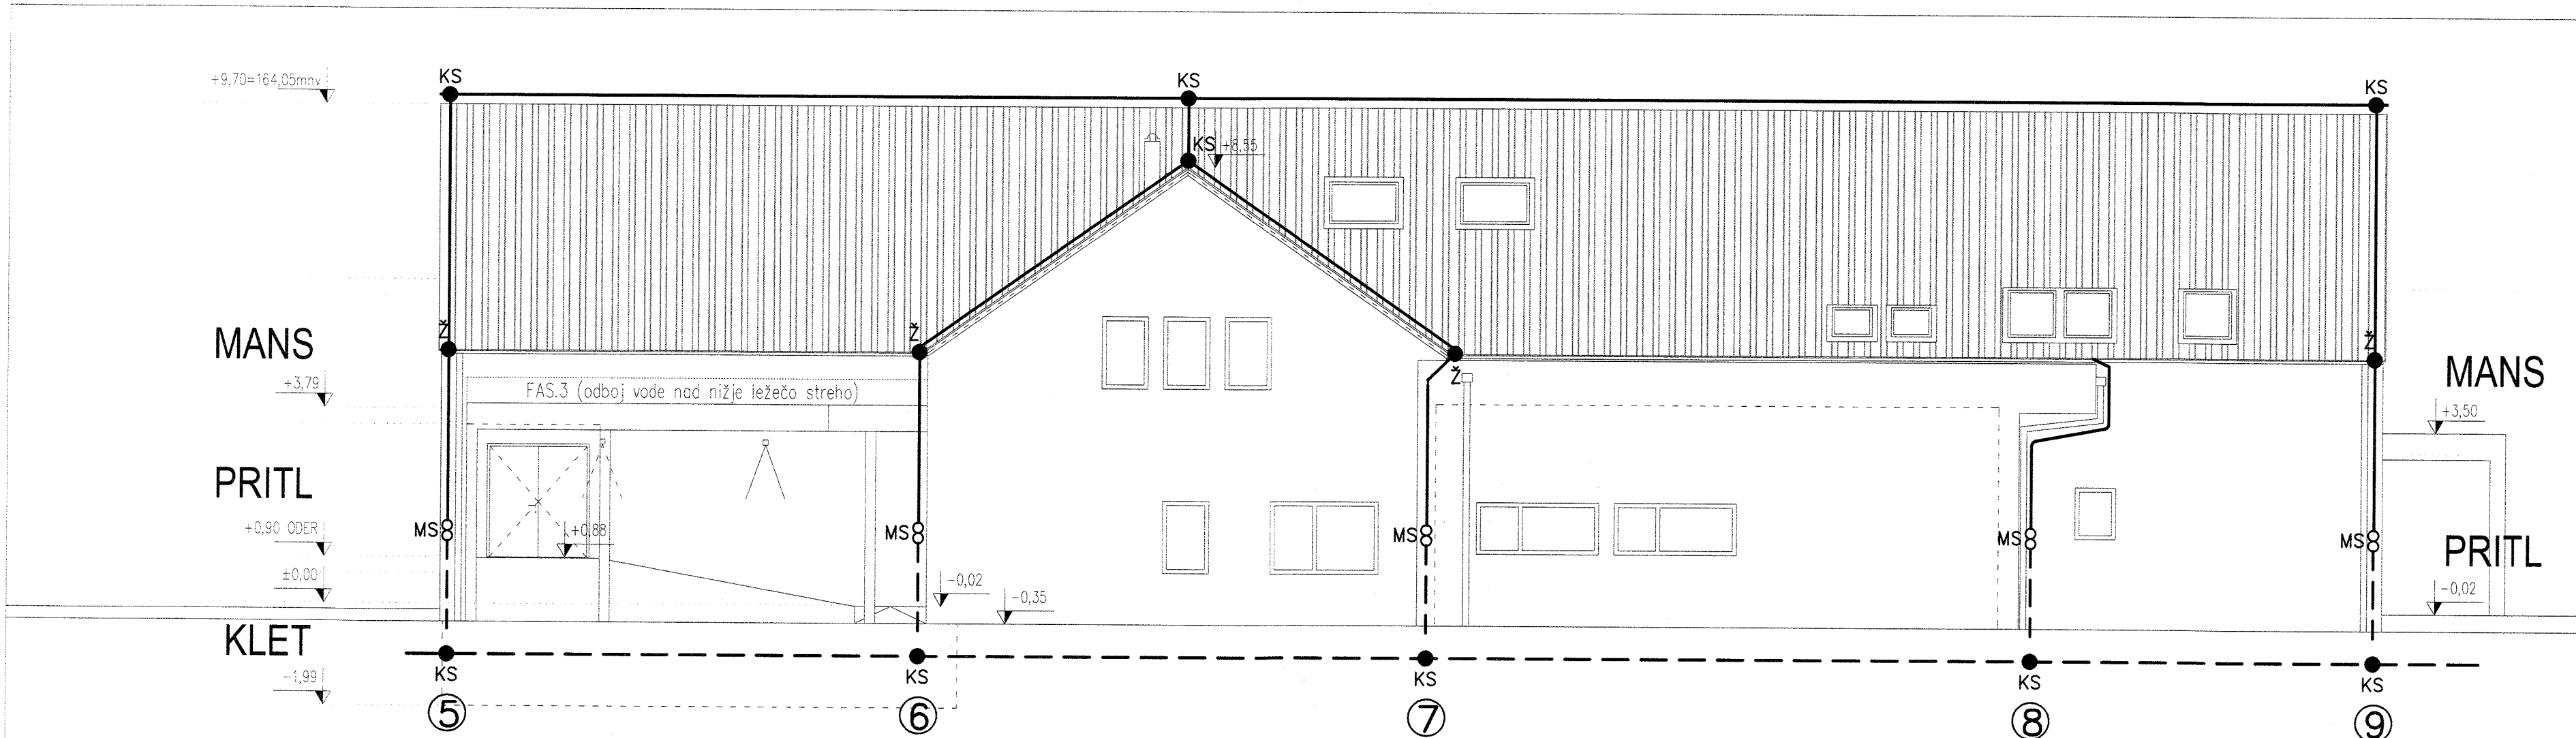 +9,70=164,05mnv
KS
KS
KS
KS
+8,55
MANS
+3,79
Ž
Ž
Ž
Ž
MANS
+3,50
FAS.3 (odboj vode nad nižje ležečo streho)
PRITL
+0,90 ODER
±0,00
MS
+0,88
MS
MS
MS
MS
PRITL
-0,02
-0,02
-0,35
KLET
-1,99
KS
KS
KS
KS
KS
5
6
7
8
9